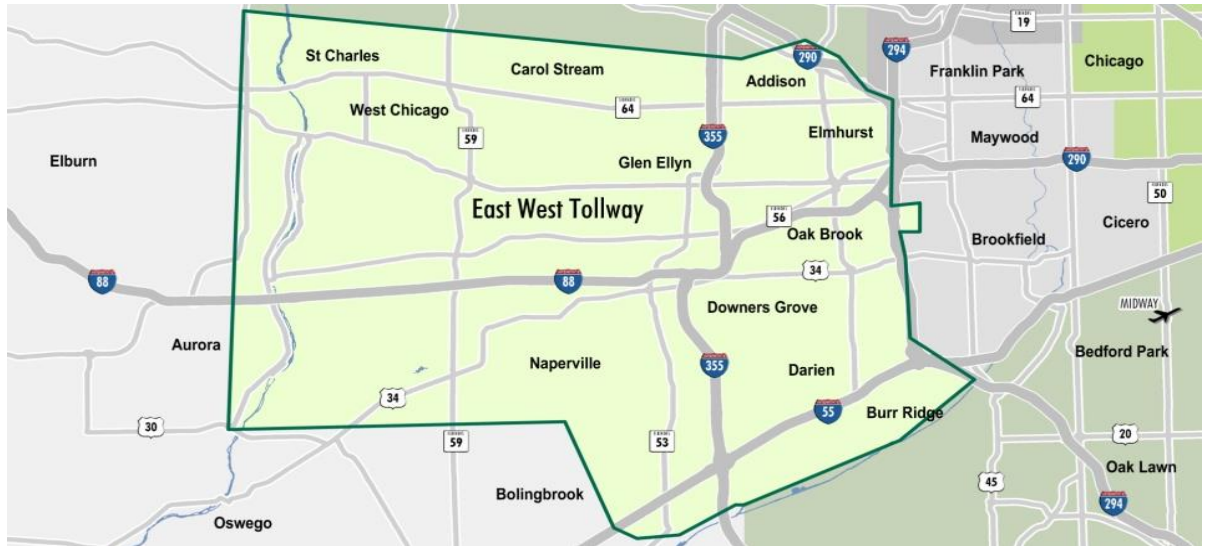 19
290
294
St Charles
Carol Stream
Addison
Franklin Park
Chicago
64
64
West Chicago
59
355
Elmhurst
Maywood
Elburn
Glen Ellyn
290
50
East West Tollway
56
Oak Brook
Brookfield
Cicero
88
88
34
MIDWAY
Downers Grove
Aurora
Naperville
355
Darien
Bedford Park
34
55
Burr Ridge
30
59
53
20
Bolingbrook
45
Oak Lawn
Oswego
294